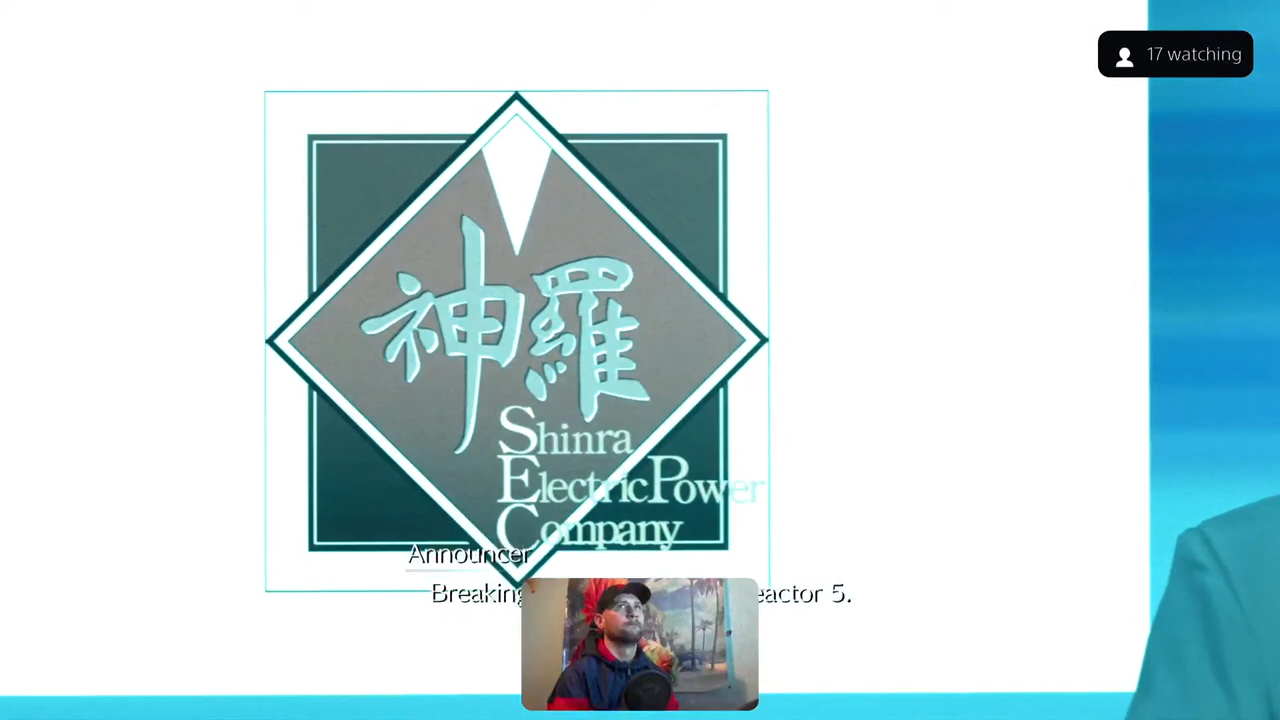 17 watching
神羅
Shinra
Electric Power
Company
Announcer
Breaking eactor 5.